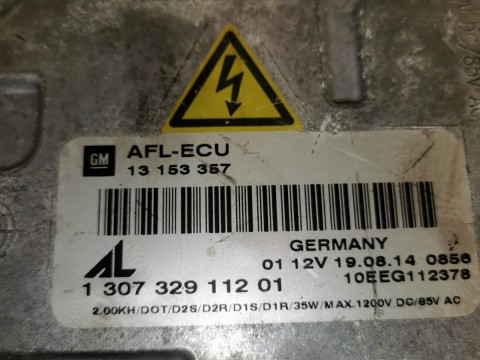 GM AFL-ECU
13 153 357
AL GERMANY
01 12V 19.08.14 0856
1 307 329 112 01 10EEG112378
2.00KH/DOT/D2S/D2R/D1S/D1R/35W/MAX.1200V DC/85V AC